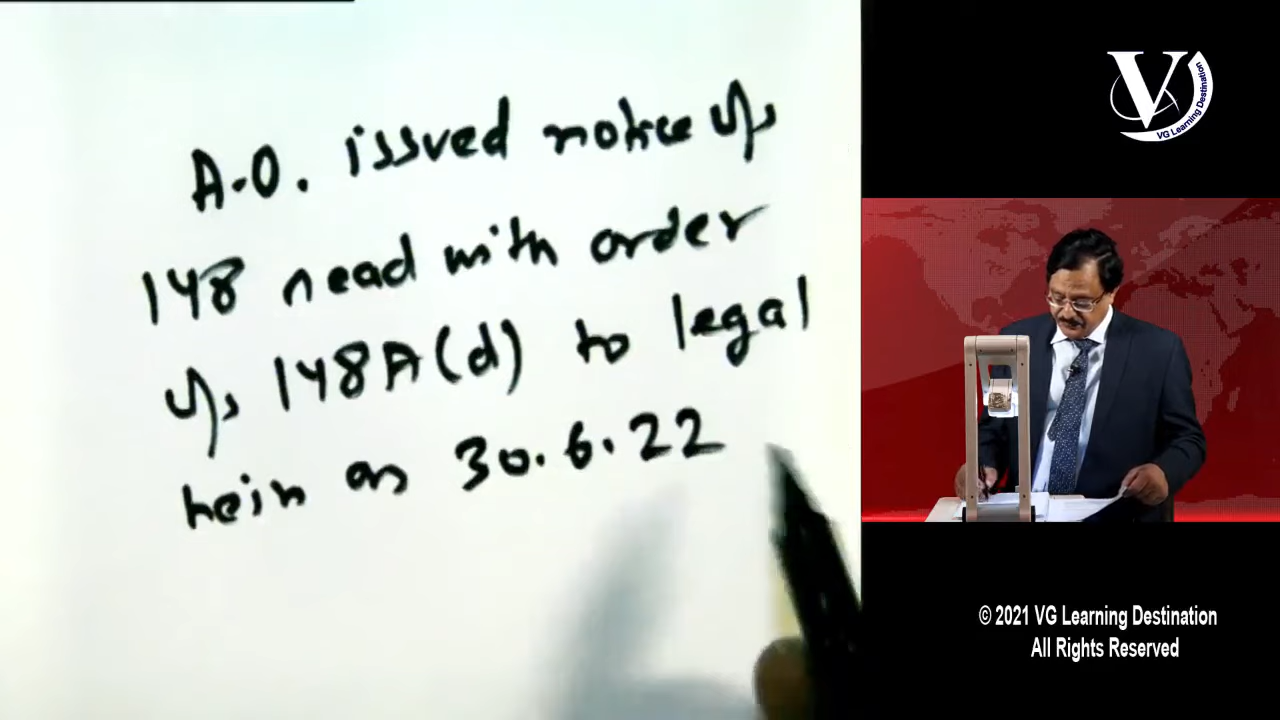 A.O. issued notice u/s
148 read with order
u/s 148A(d) to legal
heir on 30.6.22
V
VG Learning Destination
© 2021 VG Learning Destination
All Rights Reserved